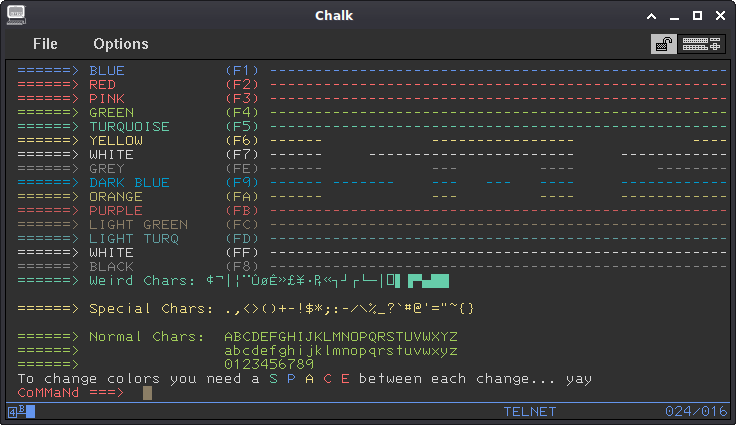 Chalk
File Options
======> BLUE (F1) ------------------------------------------------------
======> RED (F2) ------------------------------------------------------
======> PINK (F3) ------------------------------------------------------
======> GREEN (F4) ------------------------------------------------------
======> TURQUOISE (F5) ------------------------------------------------------
======> YELLOW (F6) ------ ----------------- ----
======> WHITE (F7) ------ ---------------- -------------
======> GREY (FE) ------ --- ----
======> DARK BLUE (F9) ------ ------- --- --- ---- -------------
======> ORANGE (FA) ------ --- ---- -------------
======> PURPLE (FB) ------------------------------------------------------
======> LIGHT GREEN (FC) ------------------------------------------------------
======> LIGHT TURQ (FD) ------------------------------------------------------
======> WHITE (FF) ------------------------------------------------------
======> BLACK (F8) ------------------------------------------------------
======> Weird Chars: ¢¬|¦¨ÛøÊ»£¥·₧«┐┘┌└─│
======> Special Chars: .,<>()+-!$*;:-/\%_?`#@'="~{}
======> Normal Chars: ABCDEFGHIJKLMNOPQRSTUVWXYZ
======> abcdefghijklmnopqrstuvwxyz
======> 0123456789
To change colors you need a S P A C E between each change... yay
CoMMaNd ===>
4B TELNET 024/016